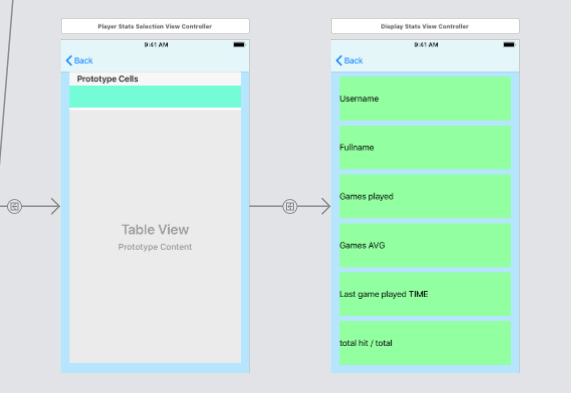 Player Stats Selection View Controller
9:41 AM
Back
Prototype Cells
Table View
Prototype Content
Display Stats View Controller
9:41 AM
Back
Username
Fullname
Games played
Games AVG
Last game played TIME
total hit / total